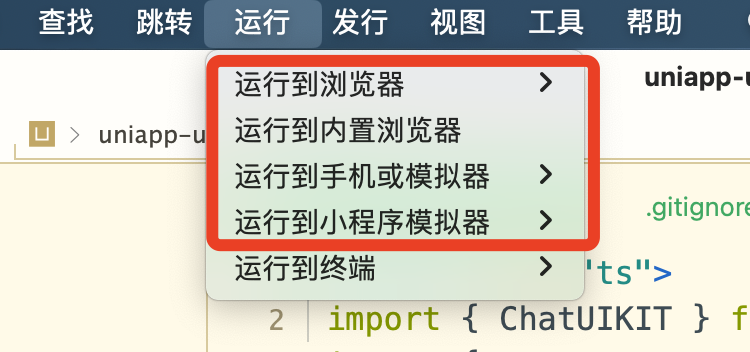 查找 跳转 运行 发行 视图 工具 帮助
运行到浏览器
uniapp-u
运行到内置浏览器
uniapp-u
运行到手机或模拟器
运行到小程序模拟器
.gitignore
运行到终端
"ts">
2 import { ChatUIKIT } f